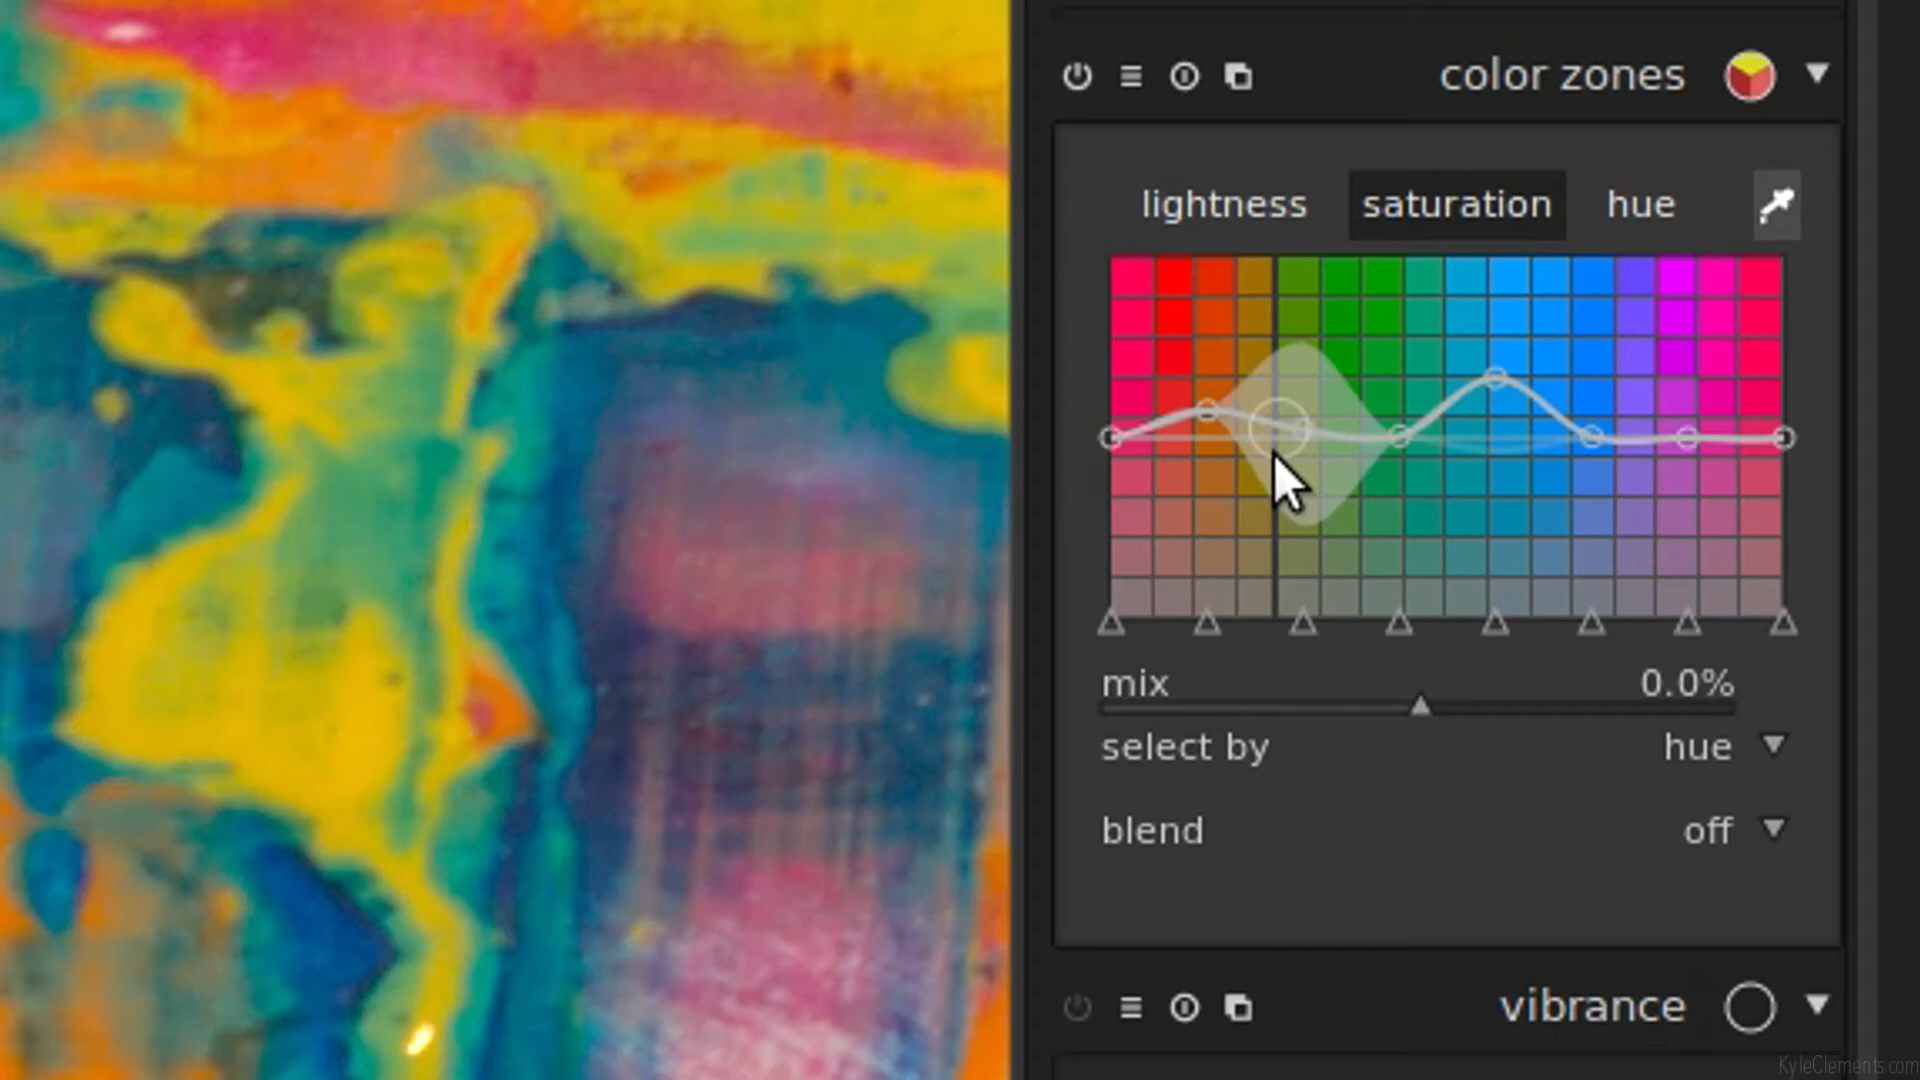 color zones
lightness saturation hue
mix 0.0%
select by hue
blend off
vibrance
KyleClements.com